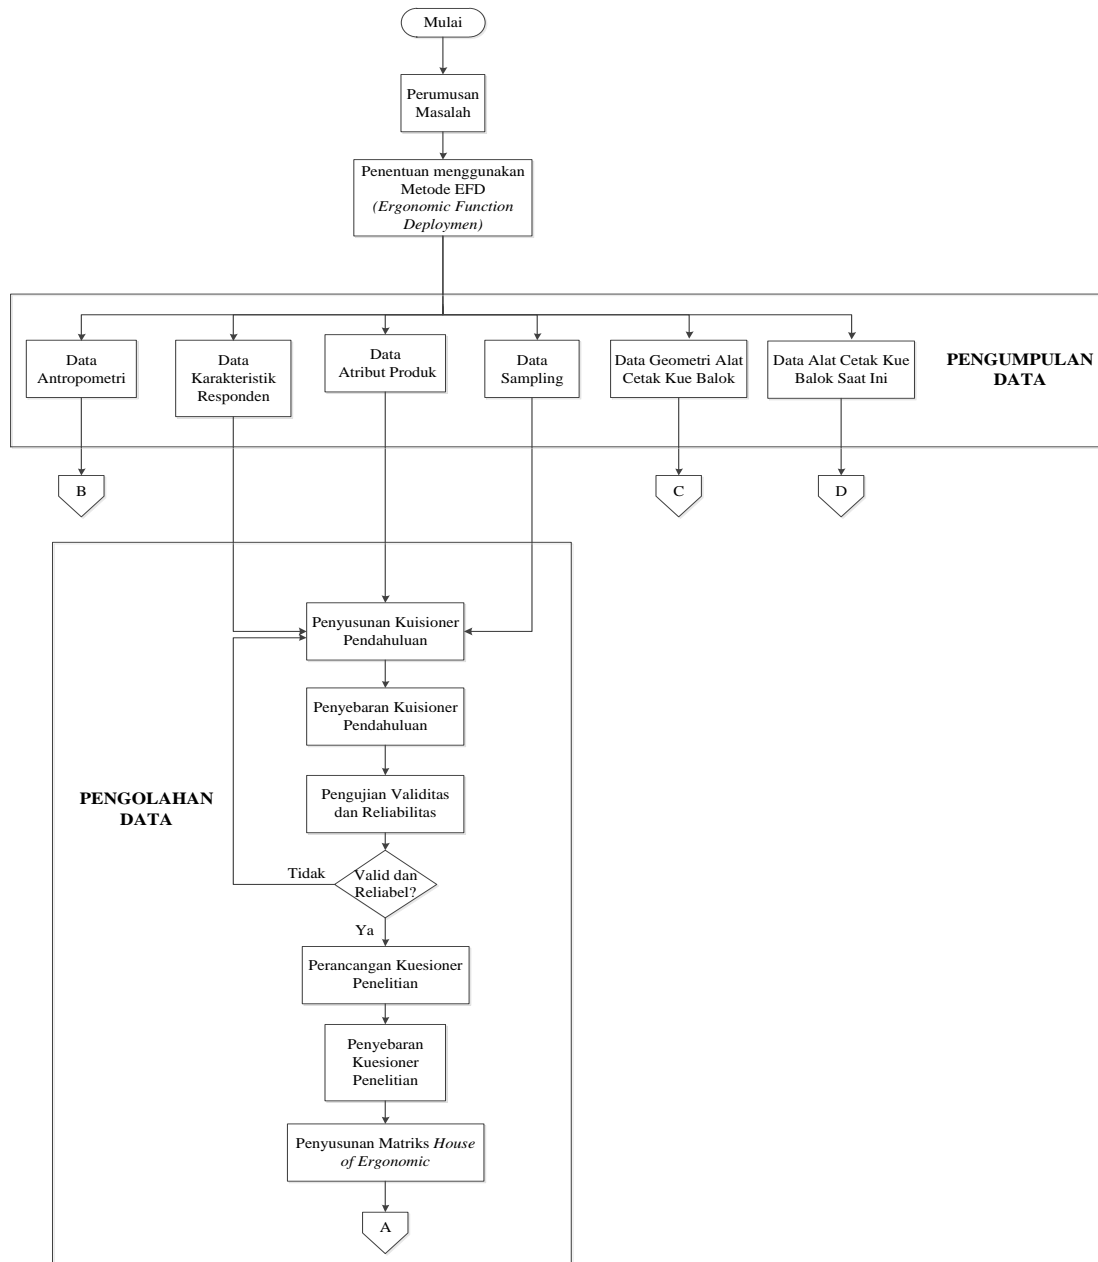 Mulai
Perumusan
Masalah
Penentuan menggunakan
Metode EFD
(Ergonomic Function
Deploymen)
Data
Antropometri
Data
Karakteristik
Responden
Data
Atribut Produk
Data
Sampling
Data Geometri Alat
Cetak Kue Balok
Data Alat Cetak Kue
Balok Saat Ini
PENGUMPULAN
DATA
B
C
D
Penyusunan Kuisioner
Pendahuluan
Penyebaran Kuisioner
Pendahuluan
PENGOLAHAN
DATA
Pengujian Validitas
dan Reliabilitas
Tidak
Valid dan
Reliabel?
Ya
Perancangan Kuesioner
Penelitian
Penyebaran
Kuesioner
Penelitian
Penyusunan Matriks House
of Ergonomic
A